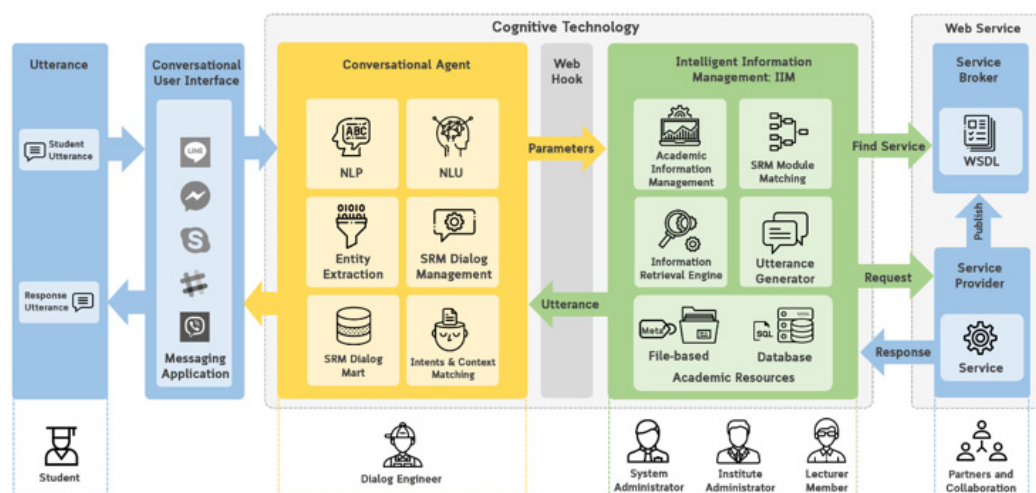 Cognitive Technology
Web Service
Utterance
Student
Utterance
Response
Utterance
Student
Conversational
User Interface
LINE
Messaging
Application
Conversational Agent
ABC
NLP
NLU
01010
Entity
Extraction
SRM Dialog
Management
SRM Dialog
Mart
Intents & Context
Matching
Dialog Engineer
Web
Hook
Parameters
Utterance
Intelligent Information
Management: IIM
Academic
Information
Management
SRM Module
Matching
Information
Retrieval Engine
Utterance
Generator
Meta
File-based
SQL
Database
Academic Resources
System
Administrator
Institute
Administrator
Lecturer
Member
Find Service
Request
Response
Service
Broker
WSDL
Publish
Service
Provider
Service
Partners and
Collaboration